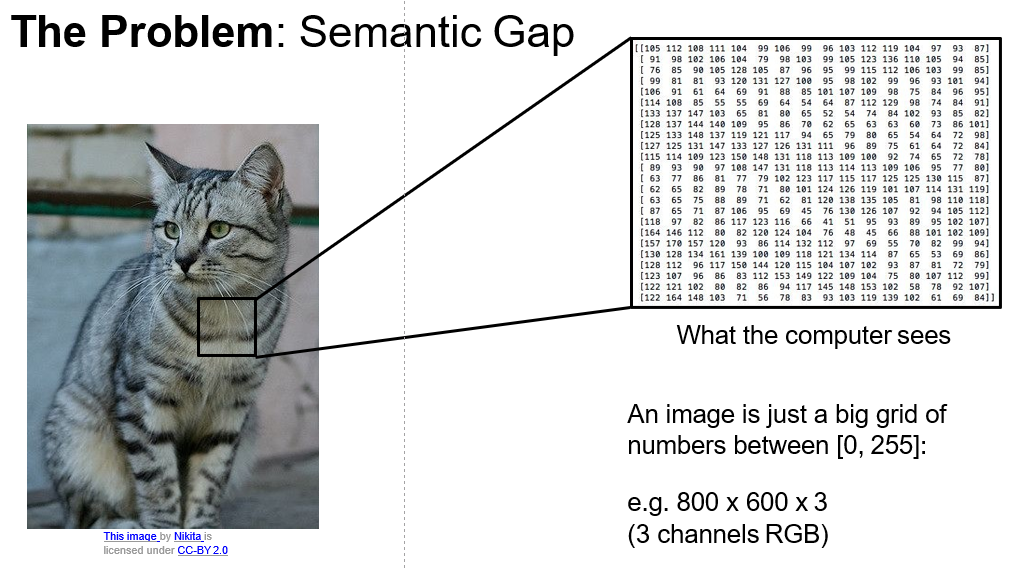 The Problem: Semantic Gap
[[105 112 108 111 104 99 106 99 96 103 112 119 104 97 93 87]
[ 91 98 102 106 104 79 98 103 99 105 123 136 110 105 94 85]
[ 76 85 90 105 128 105 87 96 95 99 115 112 106 103 99 85]
[ 99 81 81 93 120 131 127 100 95 98 102 99 96 93 101 94]
[106 91 61 64 69 91 88 85 101 107 109 98 75 84 96 95]
[114 108 85 55 55 69 64 54 64 87 112 129 98 74 84 91]
[133 137 147 103 65 81 80 65 52 54 74 84 102 93 85 82]
[128 137 144 140 109 95 86 70 62 65 63 63 60 73 86 101]
[125 133 148 137 119 121 117 94 65 79 80 65 54 64 72 98]
[127 125 131 147 133 127 126 131 111 96 89 75 61 64 72 84]
[115 114 109 123 150 148 131 118 113 109 100 92 74 65 72 78]
[ 89 93 90 97 108 147 131 118 113 114 113 109 106 95 77 80]
[ 63 77 86 81 77 79 102 123 117 115 117 125 125 130 115 87]
[ 62 65 82 89 78 71 80 101 124 126 119 101 107 114 131 119]
[ 63 65 75 88 89 71 62 81 120 138 135 105 81 98 110 118]
[ 87 65 71 87 106 95 69 45 76 130 126 107 92 94 105 112]
[118 97 82 86 117 123 116 66 41 51 95 93 89 95 102 107]
[164 146 112 80 82 120 124 104 76 48 45 66 88 101 102 109]
[157 170 157 120 93 86 114 132 112 97 69 55 70 82 99 94]
[130 128 134 161 139 100 109 118 121 134 114 87 65 53 69 86]
[128 112 96 117 150 144 120 115 104 107 102 93 87 81 72 79]
[123 107 96 86 83 112 153 149 122 109 104 75 80 107 112 99]
[122 121 102 80 82 86 94 117 145 148 153 102 58 78 92 107]
[122 164 148 103 71 56 78 83 93 103 119 139 102 61 69 84]]
What the computer sees
An image is just a big grid of
numbers between [0, 255]:
e.g. 800 x 600 x 3
(3 channels RGB)
This image by Nikita is
licensed under CC-BY 2.0